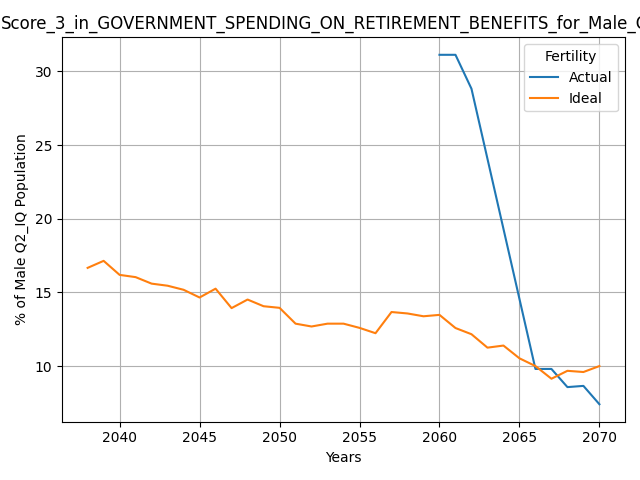 Score_3_in_GOVERNMENT_SPENDING_ON_RETIREMENT_BENEFITS_for_Male_
Fertility
Actual
Ideal
30
25
20
15
10
% of Male Q2_IQ Population
2040 2045 2050 2055 2060 2065 2070
Years